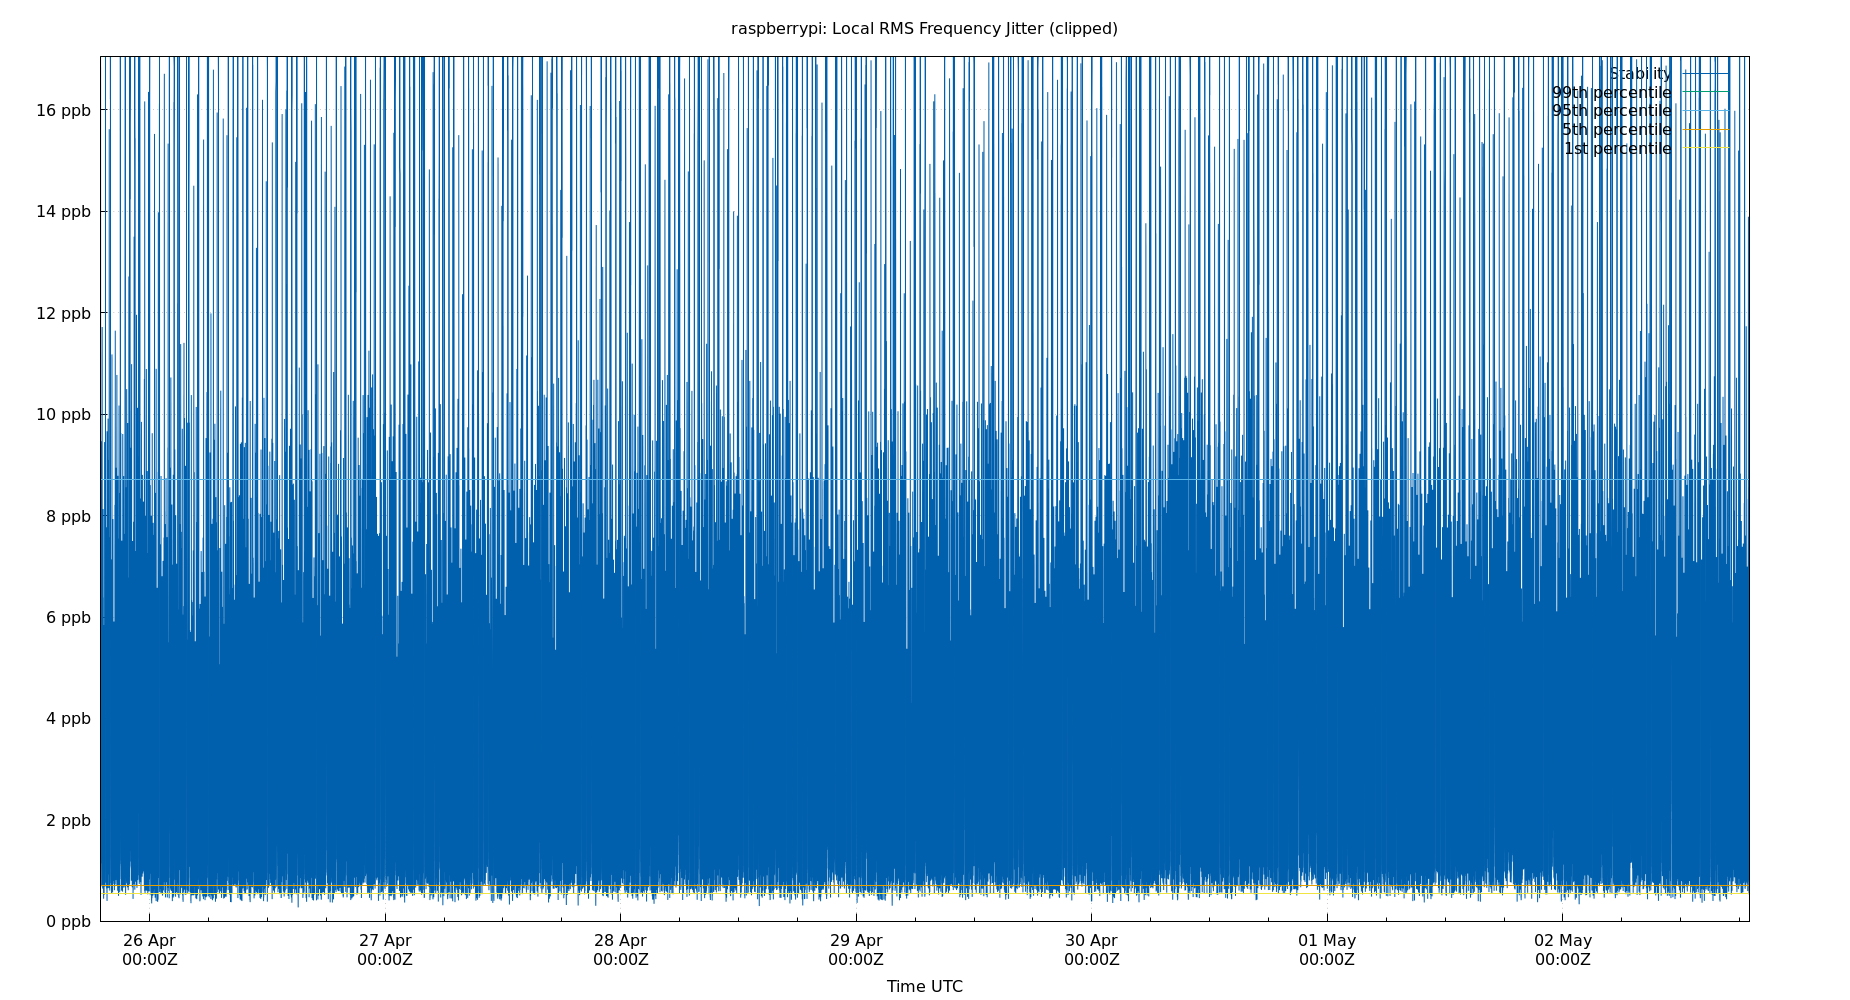 raspberrypi: Local RMS Frequency Jitter (clipped)
Stability
99th percentile
95th percentile
5th percentile
1st percentile
16 ppb
14 ppb
12 ppb
10 ppb
8 ppb
6 ppb
4 ppb
2 ppb
0 ppb
26 Apr 27 Apr 28 Apr 29 Apr 30 Apr 01 May 02 May
00:00Z 00:00Z 00:00Z 00:00Z 00:00Z 00:00Z 00:00Z
Time UTC